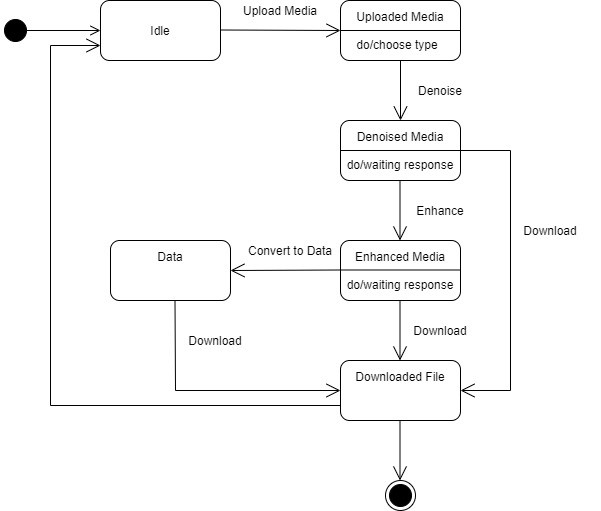 Idle
Upload Media
Uploaded Media
do/choose type
Denoise
Denoised Media
do/waiting response
Enhance
Download
Data
Convert to Data
Enhanced Media
do/waiting response
Download
Download
Downloaded File